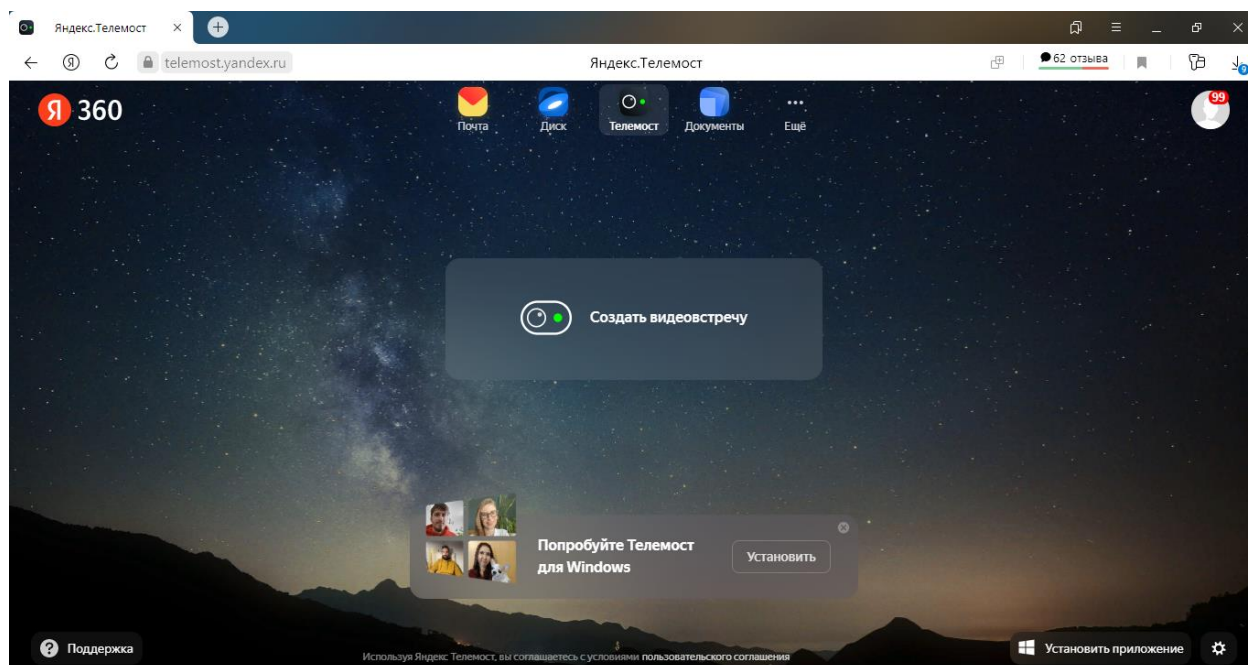 Яндекс.Телемост
telemost.yandex.ru
Яндекс.Телемост
62 отзыва
9
Я 360
Почта
Диск
Телемост
Документы
Ещё
99
Создать видеовстречу
Попробуйте Телемост
для Windows
Установить
Поддержка
Используя Яндекс Телемост, вы соглашаетесь с условиями пользовательского соглашения
Установить приложение